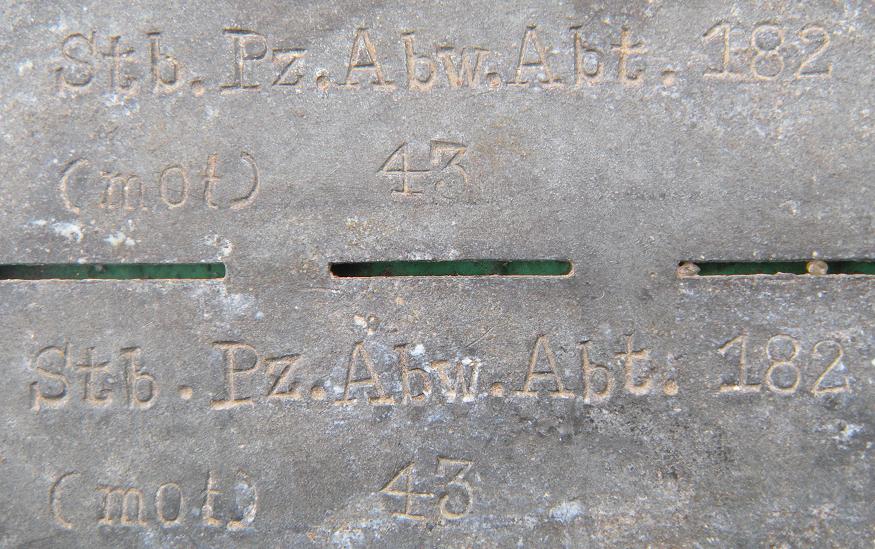 Stb. Pz. Abw. Abt. 182
(mot) 43
Stb. Pz. Abw. Abt. 182
(mot) 43